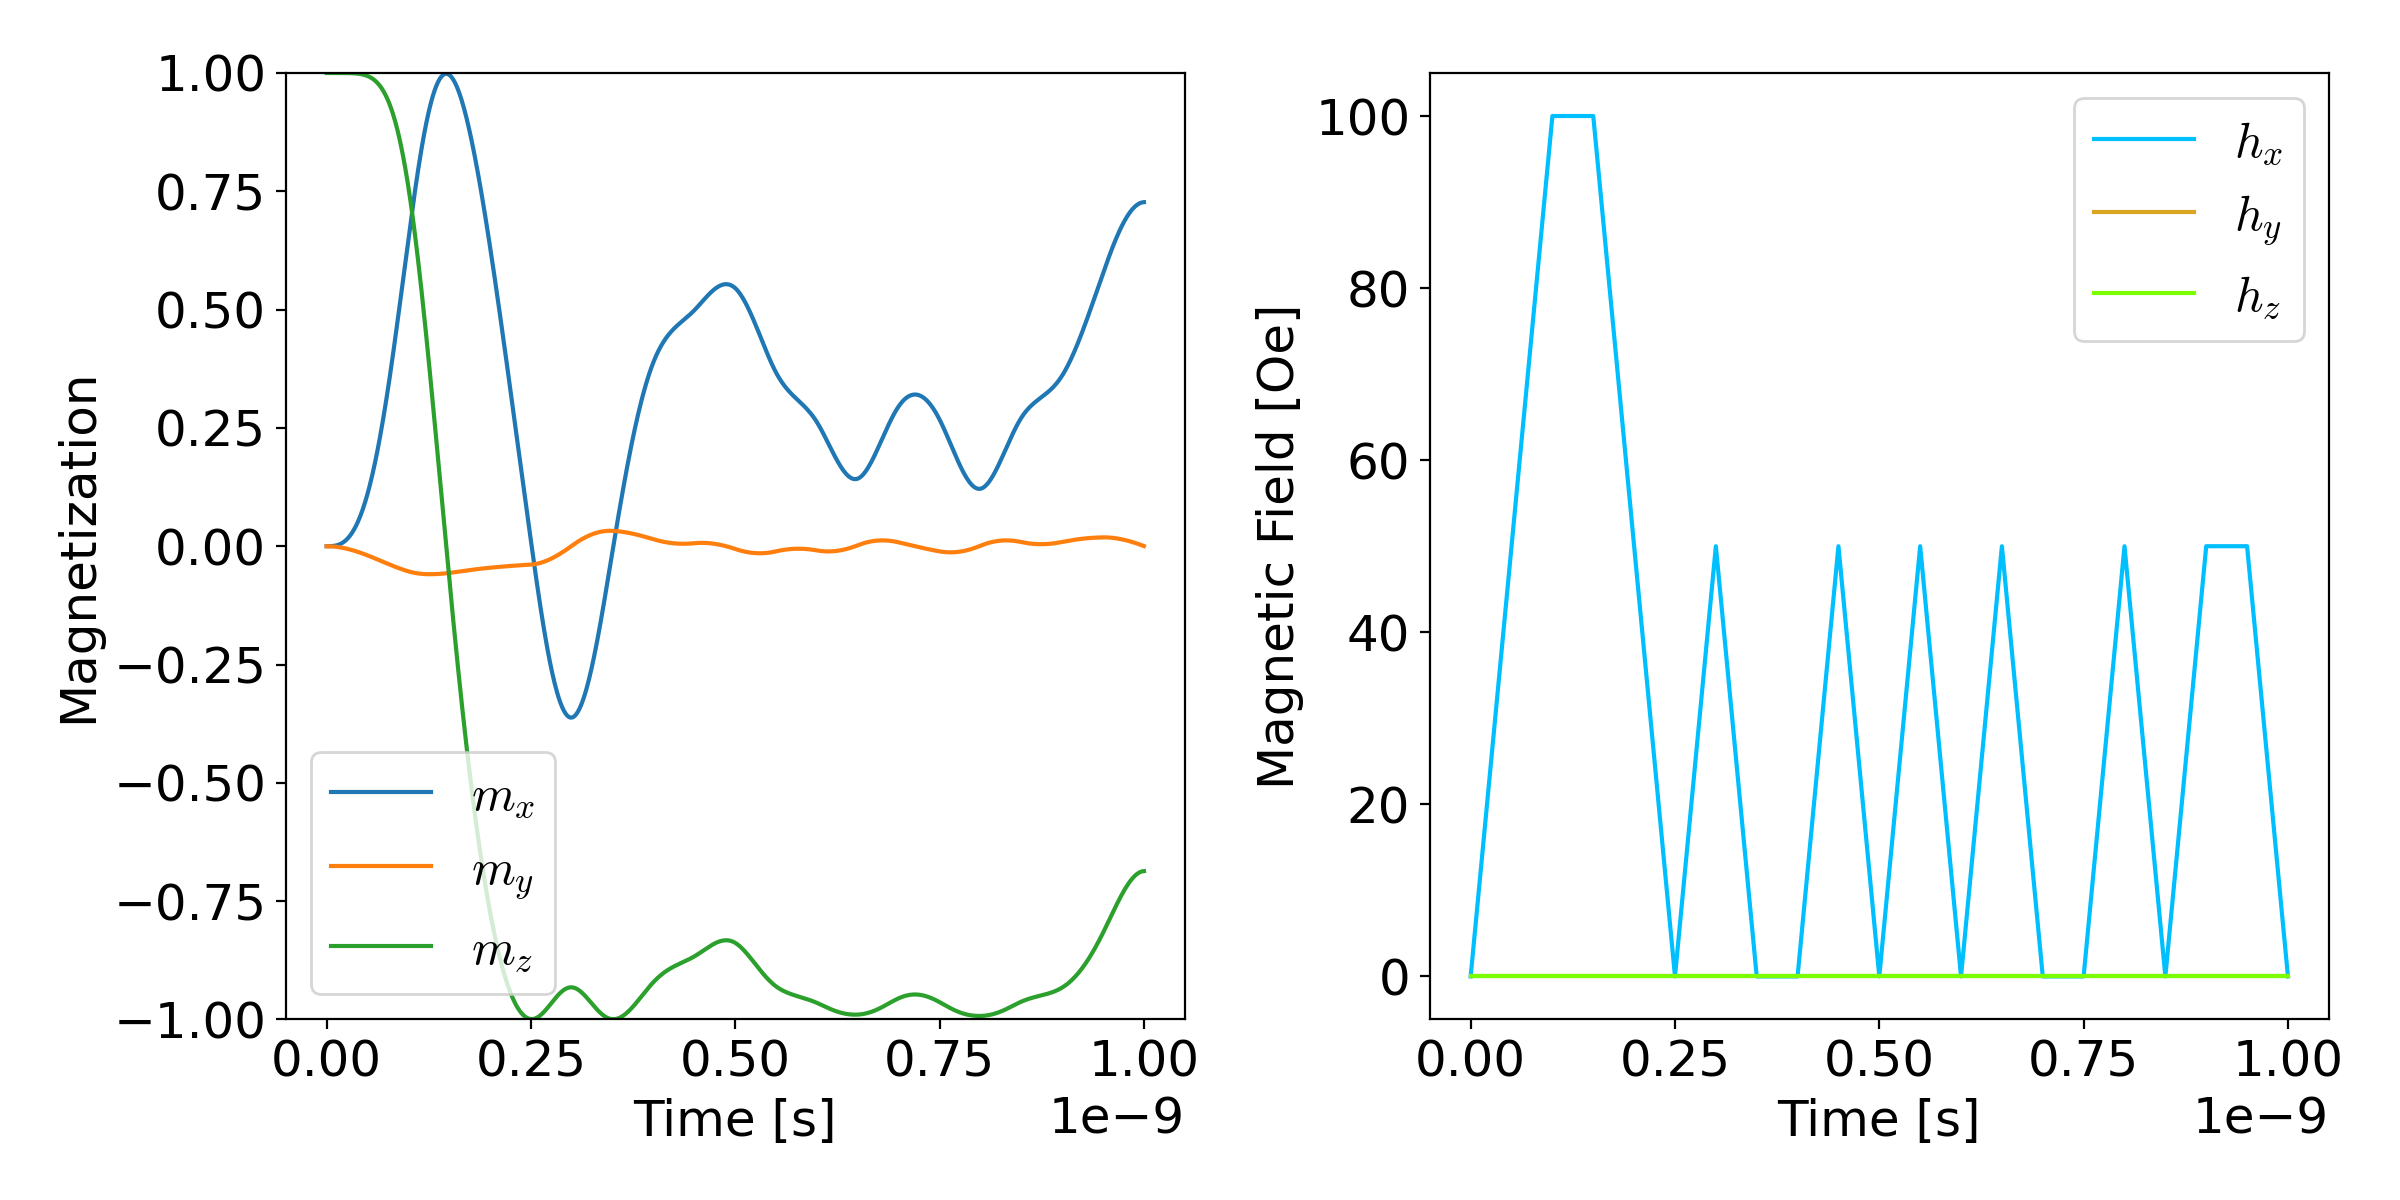 Magnetization
1.00
0.75
0.50
0.25
0.00
−0.25
−0.50
−0.75
−1.00
m_x
m_y
m_z
0.00 0.25 0.50 0.75 1.00
Time [s]
1e−9
Magnetic Field [Oe]
100
80
60
40
20
0
h_x
h_y
h_z
0.00 0.25 0.50 0.75 1.00
Time [s]
1e−9